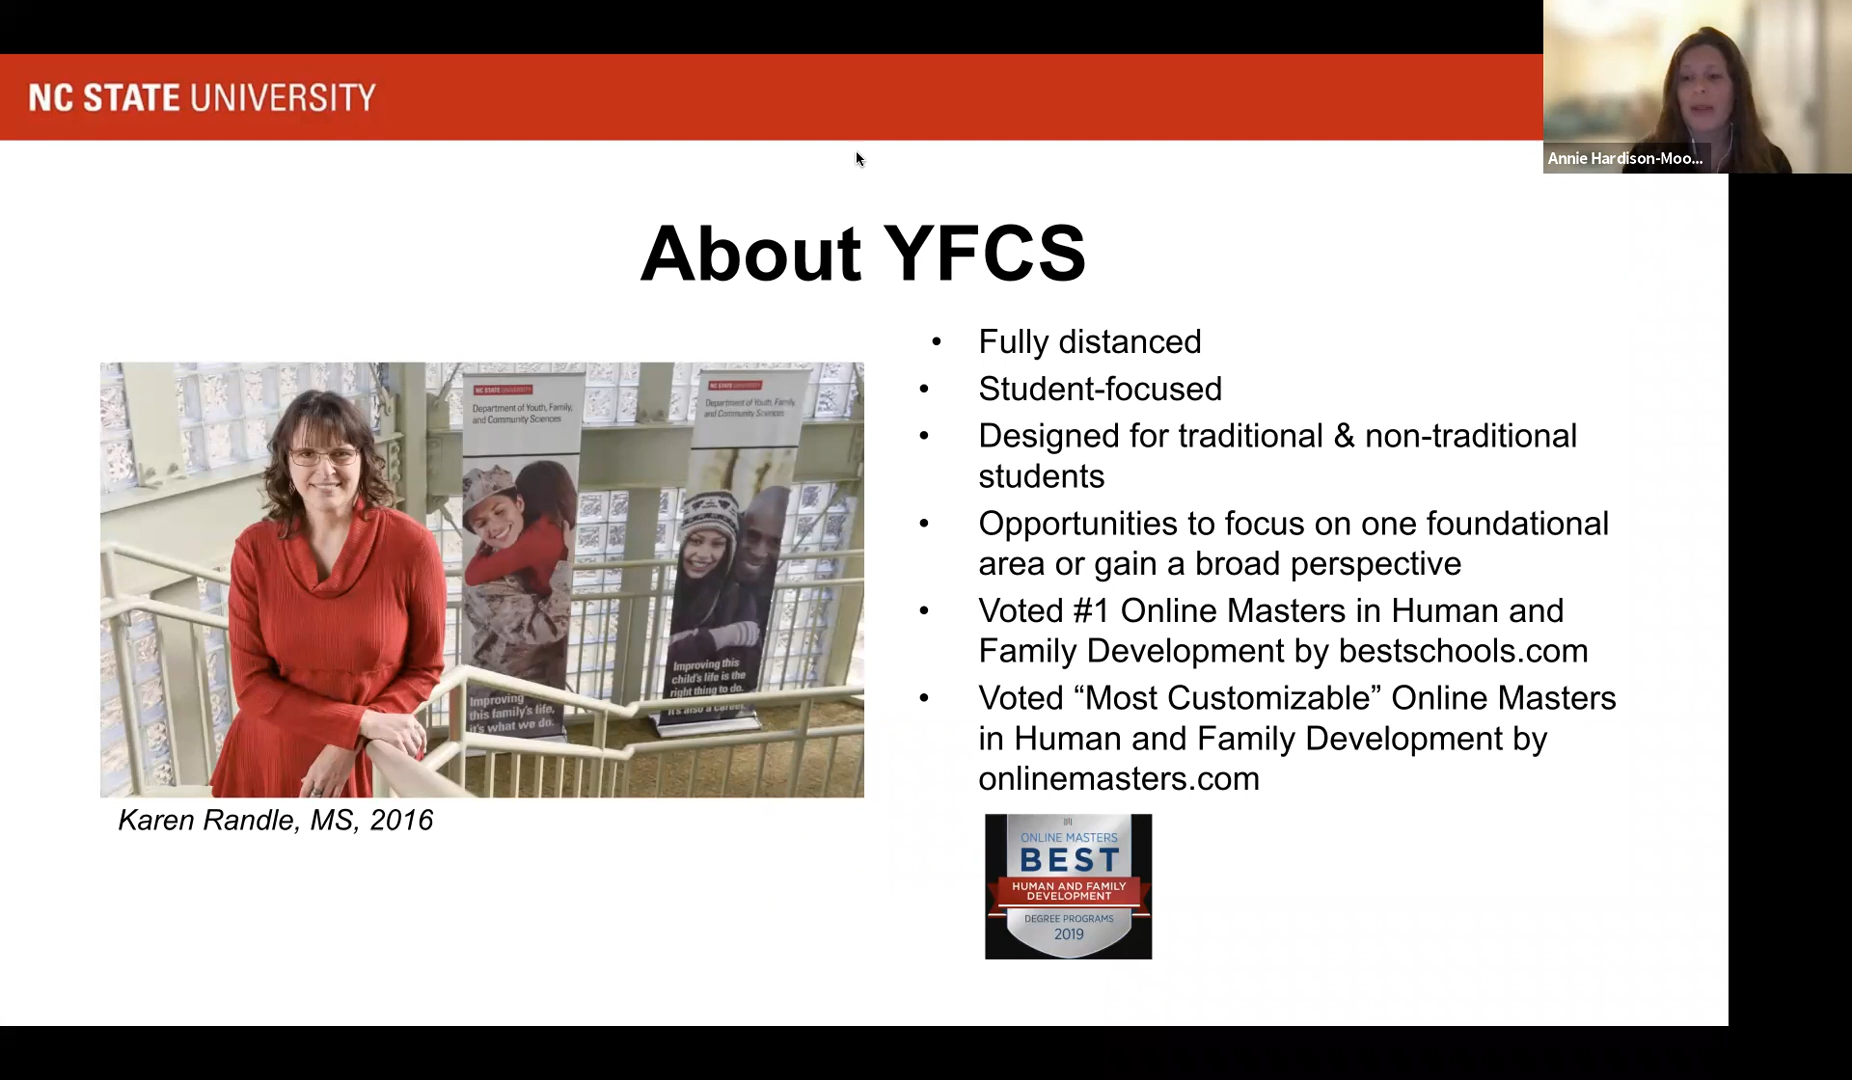 NC STATE UNIVERSITY
Annie Hardison-Moo...
About YFCS
• Fully distanced
• Student-focused
• Designed for traditional & non-traditional
students
• Opportunities to focus on one foundational
area or gain a broad perspective
• Voted #1 Online Masters in Human and
Family Development by bestschools.com
• Voted “Most Customizable” Online Masters
in Human and Family Development by
onlinemasters.com
NC STATE UNIVERSITY
Department of Youth, Family,
and Community Sciences
Improving
this family's life,
it's what we do.
NC STATE UNIVERSITY
Department of Youth, Family,
and Community Sciences
Improving this
child's life is the
right thing to do.
It's also a career.
Karen Randle, MS, 2016
ONLINE MASTERS
BEST
HUMAN AND FAMILY
DEVELOPMENT
DEGREE PROGRAMS
2019